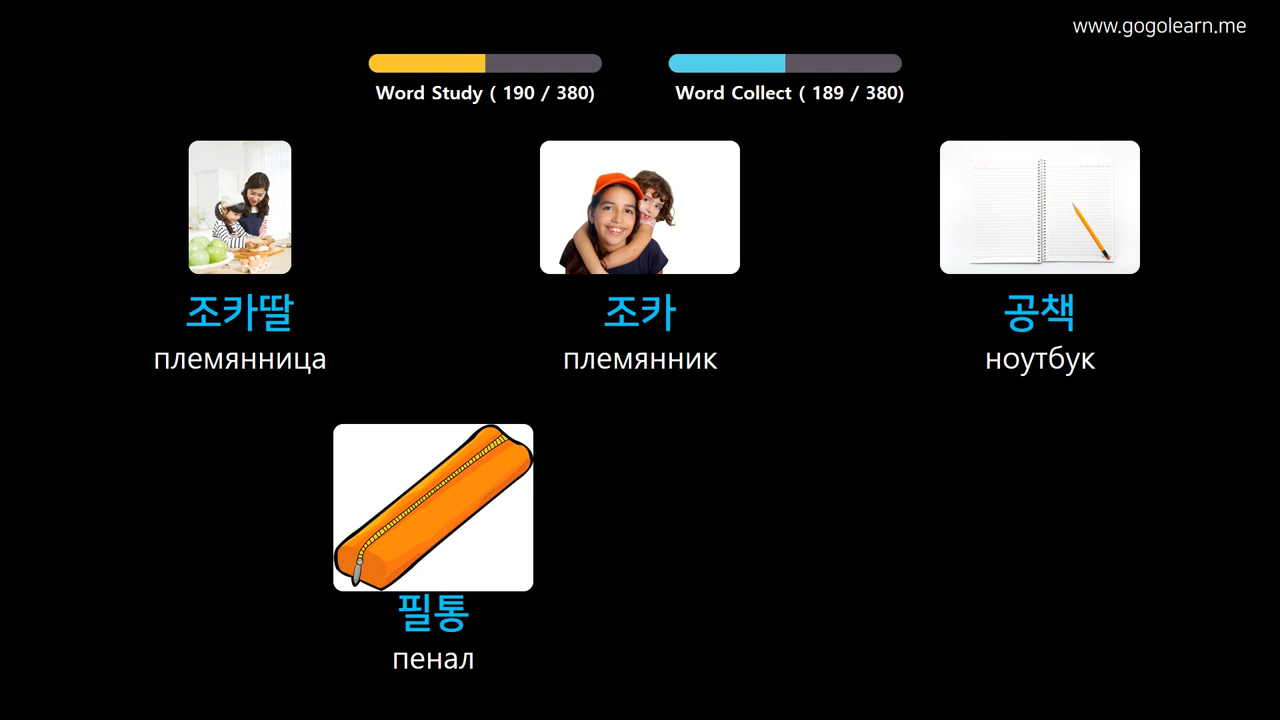 www.gogolearn.me
Word Study ( 190 / 380)
Word Collect ( 189 / 380)
조카딸
племянница
조카
племянник
공책
ноутбук
필통
пенал